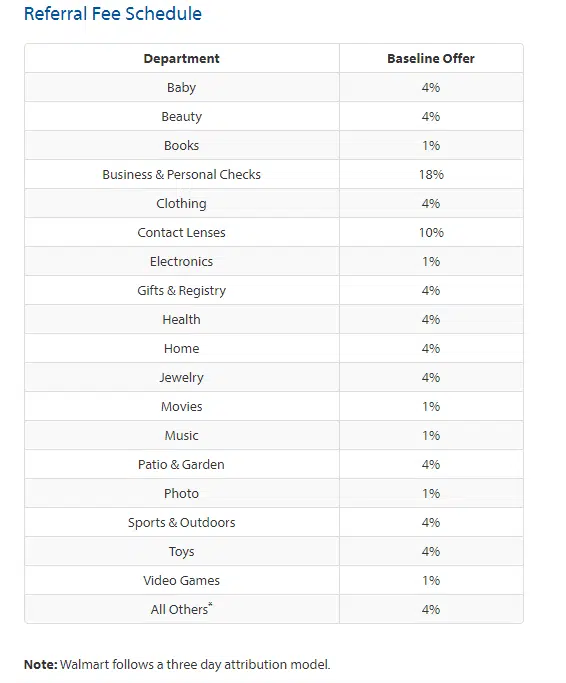 Referral Fee Schedule
Department Baseline Offer
Baby 4%
Beauty 4%
Books 1%
Business & Personal Checks 18%
Clothing 4%
Contact Lenses 10%
Electronics 1%
Gifts & Registry 4%
Health 4%
Home 4%
Jewelry 4%
Movies 1%
Music 1%
Patio & Garden 4%
Photo 1%
Sports & Outdoors 4%
Toys 4%
Video Games 1%
All Others* 4%
Note: Walmart follows a three day attribution model.